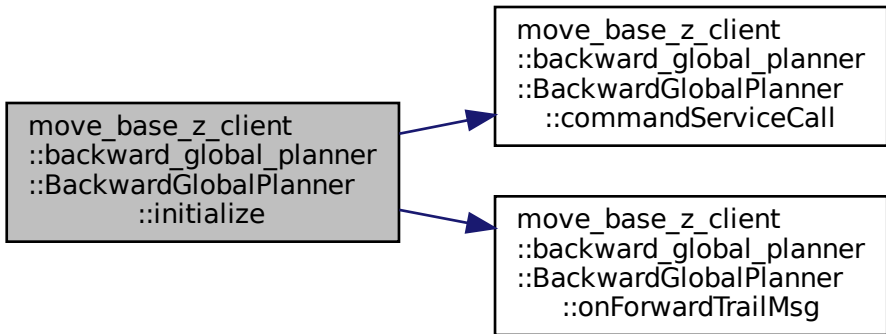 move_base_z_client
::backward_global_planner
::BackwardGlobalPlanner
::initialize
move_base_z_client
::backward_global_planner
::BackwardGlobalPlanner
::commandServiceCall
move_base_z_client
::backward_global_planner
::BackwardGlobalPlanner
::onForwardTrailMsg